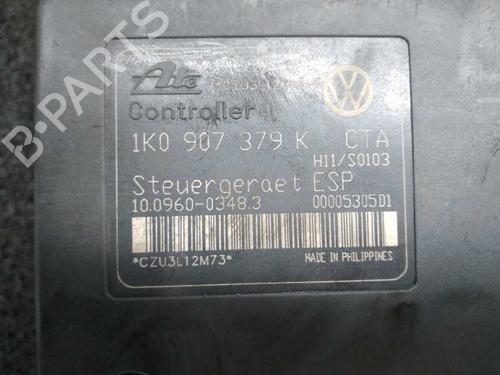 Ate
Controller
1K0 907 379 K CTA
H11/S0103
Steuergeraet ESP
10.0960-0348.3 00005305D1
*CZU3L12M73*
MADE IN PHILIPPINES
B-Parts